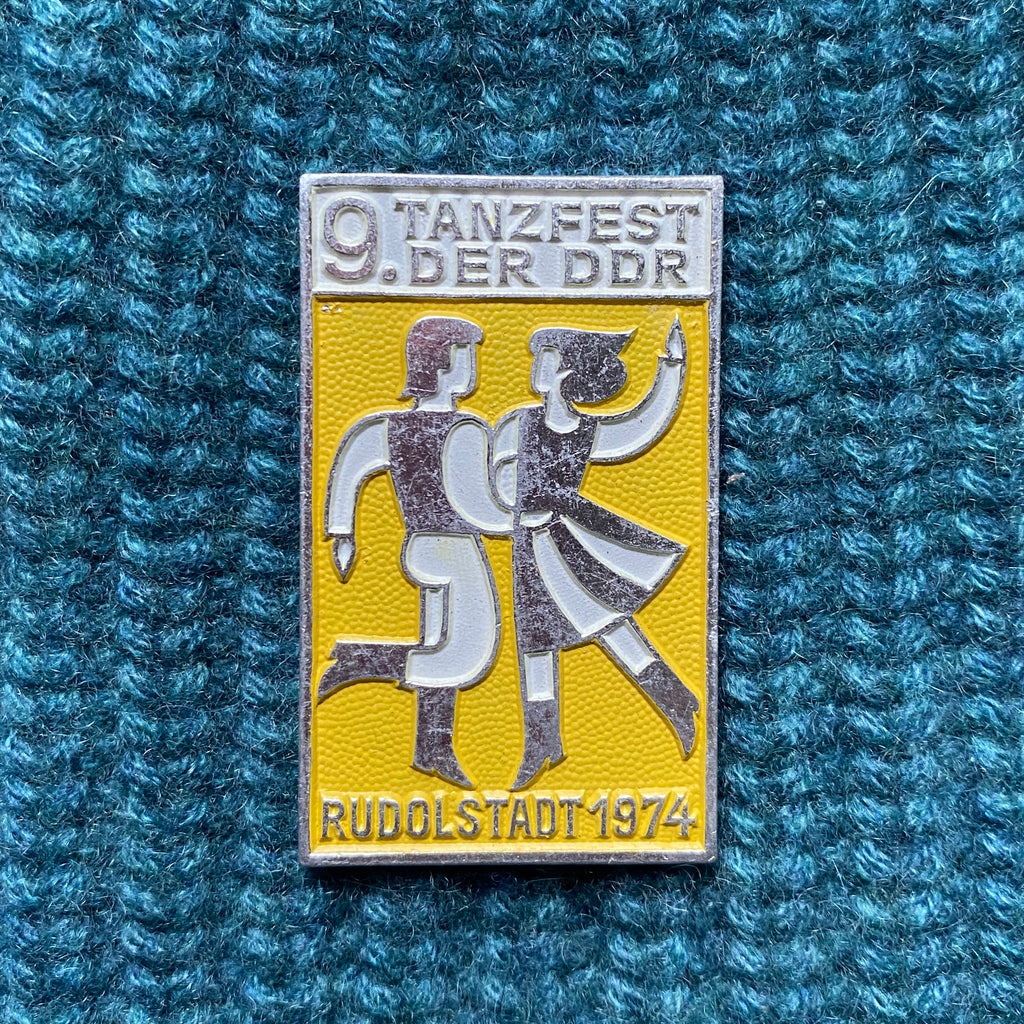 9. TANZFEST
DER DDR
RUDOLSTADT 1974